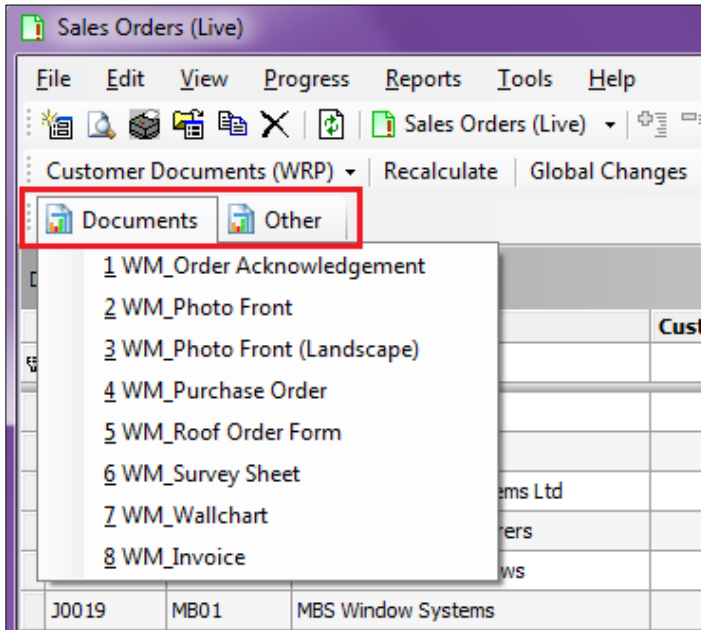 Sales Orders (Live)
File Edit View Progress Reports Tools Help
Sales Orders (Live)
Customer Documents (WRP) Recalculate Global Changes
Documents Other
1 WM_Order Acknowledgement
2 WM_Photo Front
3 WM_Photo Front (Landscape)
Cust
4 WM_Purchase Order
5 WM_Roof Order Form
6 WM_Survey Sheet
ems Ltd
7 WM_Wallchart
rers
8 WM_Invoice
ws
J0019 MB01 MBS Window Systems